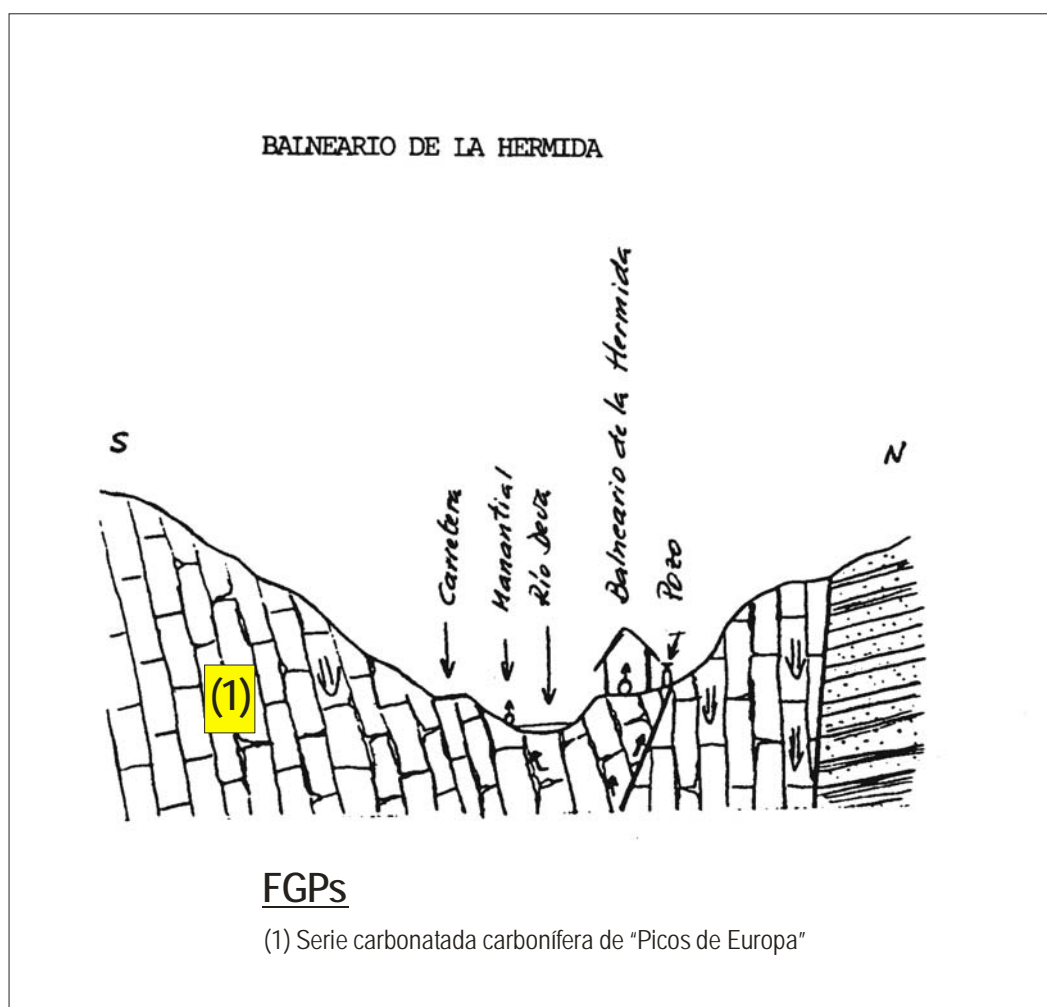 BALNEARIO DE LA HERMIDA
S
Carretera
Manantial
Río Deva
Balneario de la Hermida
Pozo
N
(1)
FGPs
(1) Serie carbonatada carbonífera de "Picos de Europa"